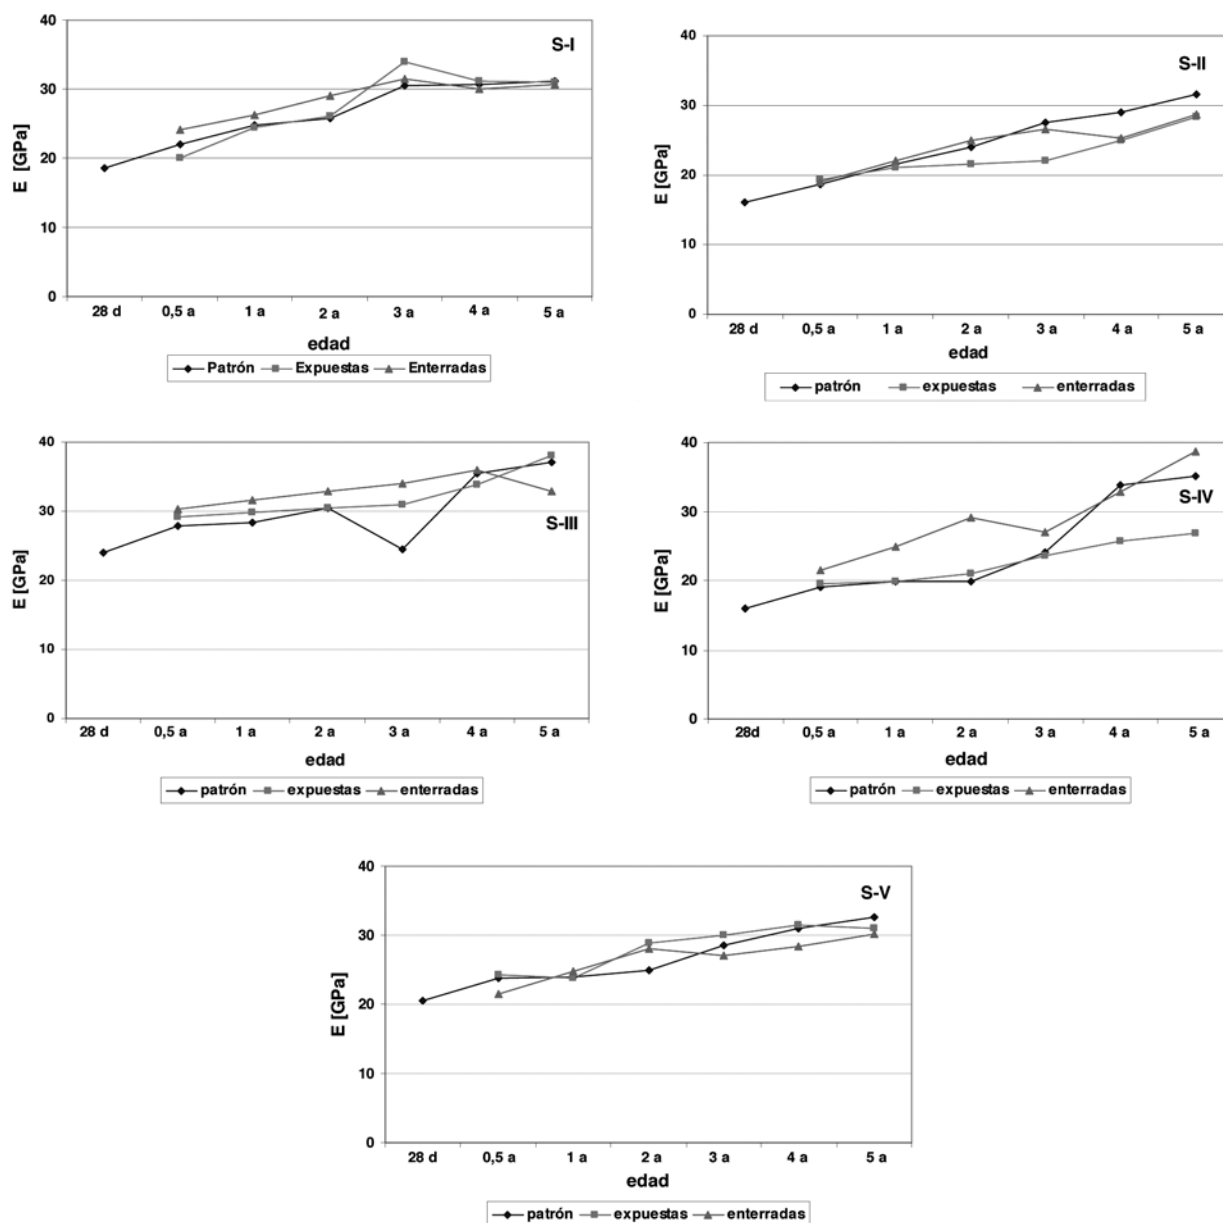 40
30
20
10
0
E [GPa]
S-I
28 d 0,5 a 1 a 2 a 3 a 4 a 5 a
edad
Patrón Expuestas Enterradas
40
30
20
10
0
E [GPa]
S-II
28 d 0,5 a 1 a 2 a 3 a 4 a 5 a
edad
patrón expuestas enterradas
40
30
20
10
0
E [GPa]
S-III
28 d 0,5 a 1 a 2 a 3 a 4 a 5 a
edad
patrón expuestas enterradas
40
30
20
10
0
E [GPa]
S-IV
28d 0,5 a 1 a 2 a 3 a 4 a 5 a
edad
patrón expuestas enterradas
40
30
20
10
0
E [GPa]
S-V
28 d 0,5 a 1 a 2 a 3 a 4 a 5 a
edad
patrón expuestas enterradas